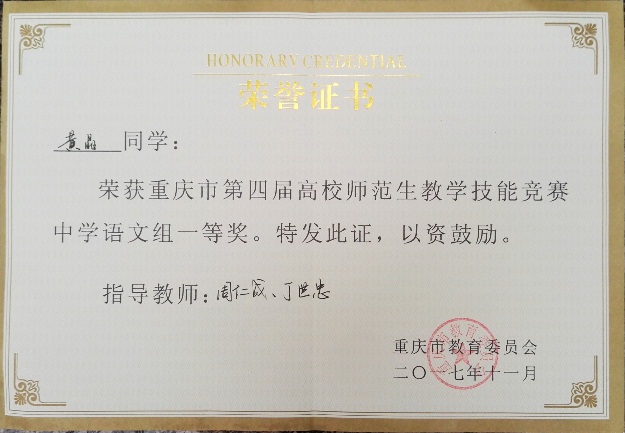 HONORARY CREDENTIAL
荣誉证书
黄晶 同学：
荣获重庆市第四届高校师范生教学技能竞赛
中学语文组一等奖。特发此证，以资鼓励。
指导教师：周仁成、丁世忠
重庆市教育委员会
二〇一七年十一月